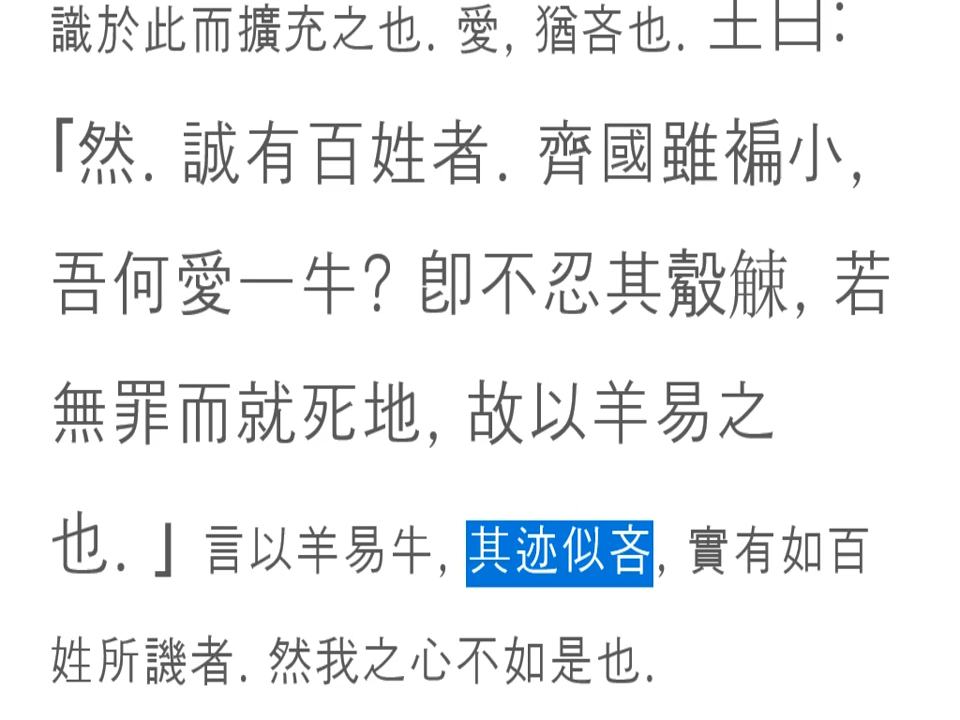 識於此而擴充之也. 愛, 猶吝也. 王曰:
「然. 誠有百姓者. 齊國雖褊小,
吾何愛一牛? 卽不忍其觳觫, 若
無罪而就死地, 故以羊易之
也. 」言以羊易牛, 其迹似吝, 實有如百
姓所譏者. 然我之心不如是也.